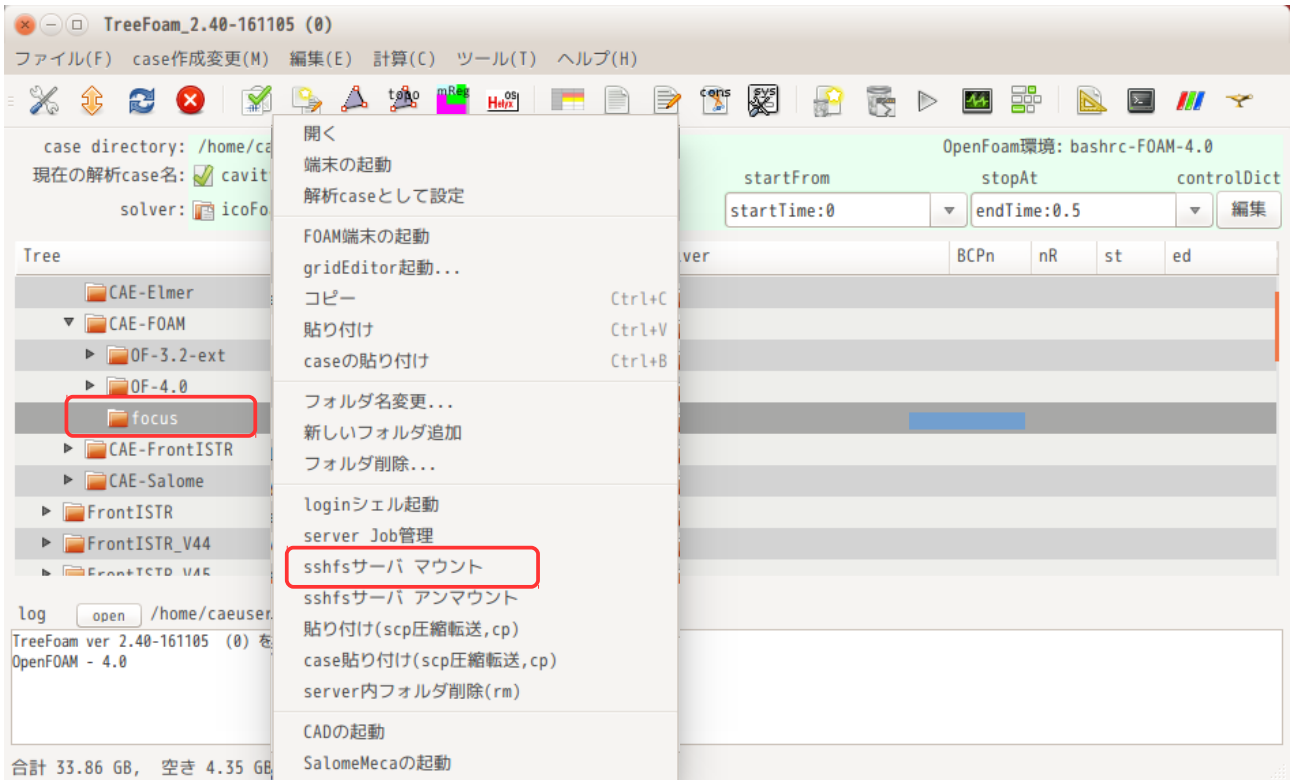 TreeFoam_2.40-161105 (0)
ファイル(F) case作成変更(M) 編集(E) 計算(C) ツール(T) ヘルプ(H)
topo mReg HelyxOS cons sys
case directory: /home/ca
OpenFoam環境: bashrc-FOAM-4.0
現在の解析case名: cavit
startFrom stopAt controlDict
solver: icoFo
startTime:0 endTime:0.5 編集
Tree ver BCPn nR st ed
CAE-Elmer
CAE-FOAM
OF-3.2-ext
OF-4.0
focus
CAE-FrontISTR
CAE-Salome
FrontISTR
FrontISTR_V44
FrontISTR_V45
開く
端末の起動
解析caseとして設定
FOAM端末の起動
gridEditor起動...
コピー Ctrl+C
貼り付け Ctrl+V
caseの貼り付け Ctrl+B
フォルダ名変更...
新しいフォルダ追加
フォルダ削除...
loginシェル起動
server Job管理
sshfsサーバ マウント
sshfsサーバ アンマウント
貼り付け(scp圧縮転送,cp)
case貼り付け(scp圧縮転送,cp)
server内フォルダ削除(rm)
CADの起動
SalomeMecaの起動
log open /home/caeuser
TreeFoam ver 2.40-161105 (0) を
OpenFOAM - 4.0
合計 33.86 GB, 空き 4.35 GB